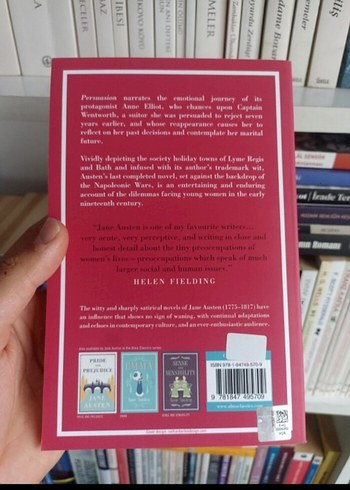 Persuasion narrates the emotional journey of its
protagonist Anne Elliot, who chances upon Captain
Wentworth, a suitor she was persuaded to reject seven
years earlier, and whose reappearance causes her to
reflect on her past decisions and contemplate her marital
future.
Vividly depicting the society holiday towns of Lyme Regis
and Bath and infused with its author's trademark wit,
Austen's last completed novel, set against the backdrop of
the Napoleonic Wars, is an entertaining and enduring
account of the dilemmas facing young women in the early
nineteenth century.
"Jane Austen is one of my favourite writers...
very acute, very perceptive, and writing in close and
honest detail about the tiny preoccupations of
women's lives – preoccupations which speak of much
larger social and human issues."
HELEN FIELDING
The witty and sharply satirical novels of Jane Austen (1775–1817) have
an influence that shows no sign of waning, with continual adaptations
and echoes in contemporary culture, and an ever-enthusiastic audience.
PRIDE
AND
PREJUDICE
JANE
AUSTEN
EMMA
SENSE
AND
SENSIBILITY
9 781847 495709